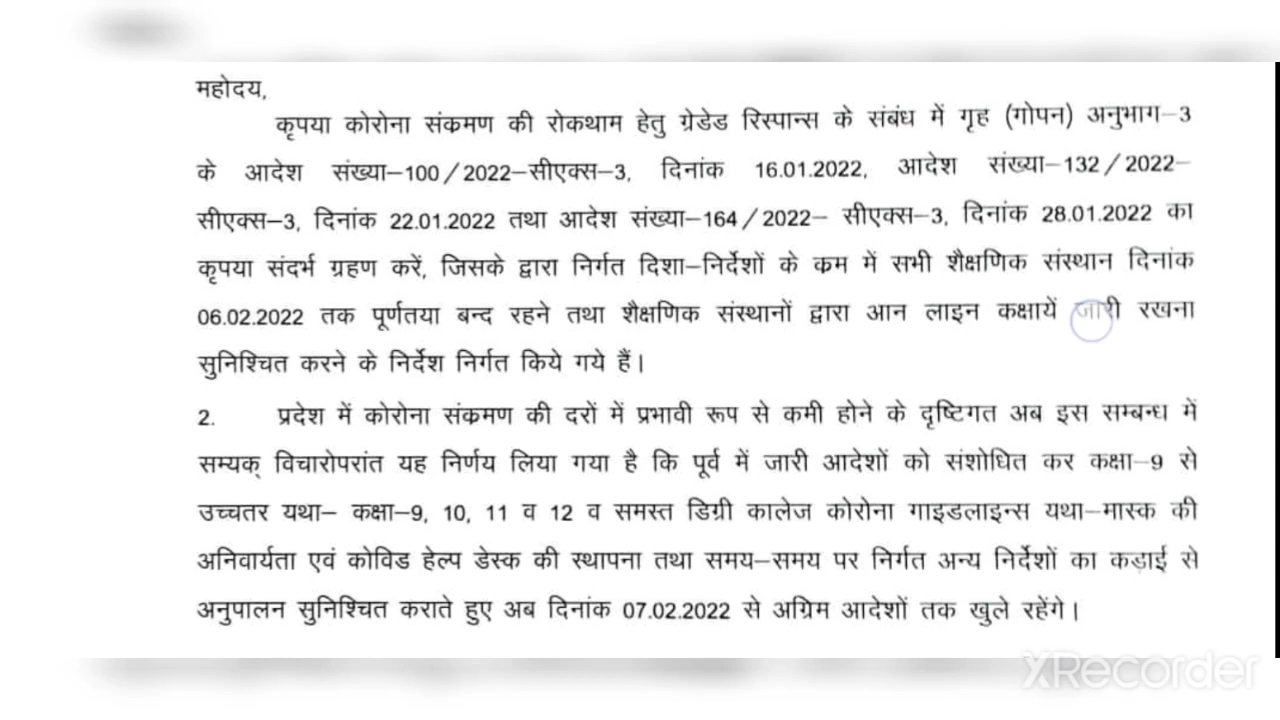 महोदय,
कृपया कोरोना संक्रमण की रोकथाम हेतु ग्रेडेड रिस्पान्स के संबंध में गृह (गोपन) अनुभाग–3
के आदेश संख्या–100/2022–सीएक्स–3, दिनांक 16.01.2022, आदेश संख्या–132/2022–
सीएक्स–3, दिनांक 22.01.2022 तथा आदेश संख्या–164/2022– सीएक्स–3, दिनांक 28.01.2022 का
कृपया संदर्भ ग्रहण करें, जिसके द्वारा निर्गत दिशा–निर्देशों के क्रम में सभी शैक्षणिक संस्थान दिनांक
06.02.2022 तक पूर्णतया बन्द रहने तथा शैक्षणिक संस्थानों द्वारा आन लाइन कक्षायें जारी रखना
सुनिश्चित करने के निर्देश निर्गत किये गये हैं।
2. प्रदेश में कोरोना संक्रमण की दरों में प्रभावी रूप से कमी होने के दृष्टिगत अब इस सम्बन्ध में
सम्यक् विचारोपरांत यह निर्णय लिया गया है कि पूर्व में जारी आदेशों को संशोधित कर कक्षा–9 से
उच्चतर यथा– कक्षा–9, 10, 11 व 12 व समस्त डिग्री कालेज कोरोना गाइडलाइन्स यथा–मास्क की
अनिवार्यता एवं कोविड हेल्प डेस्क की स्थापना तथा समय–समय पर निर्गत अन्य निर्देशों का कड़ाई से
अनुपालन सुनिश्चित कराते हुए अब दिनांक 07.02.2022 से अग्रिम आदेशों तक खुले रहेंगे।
XRecorder